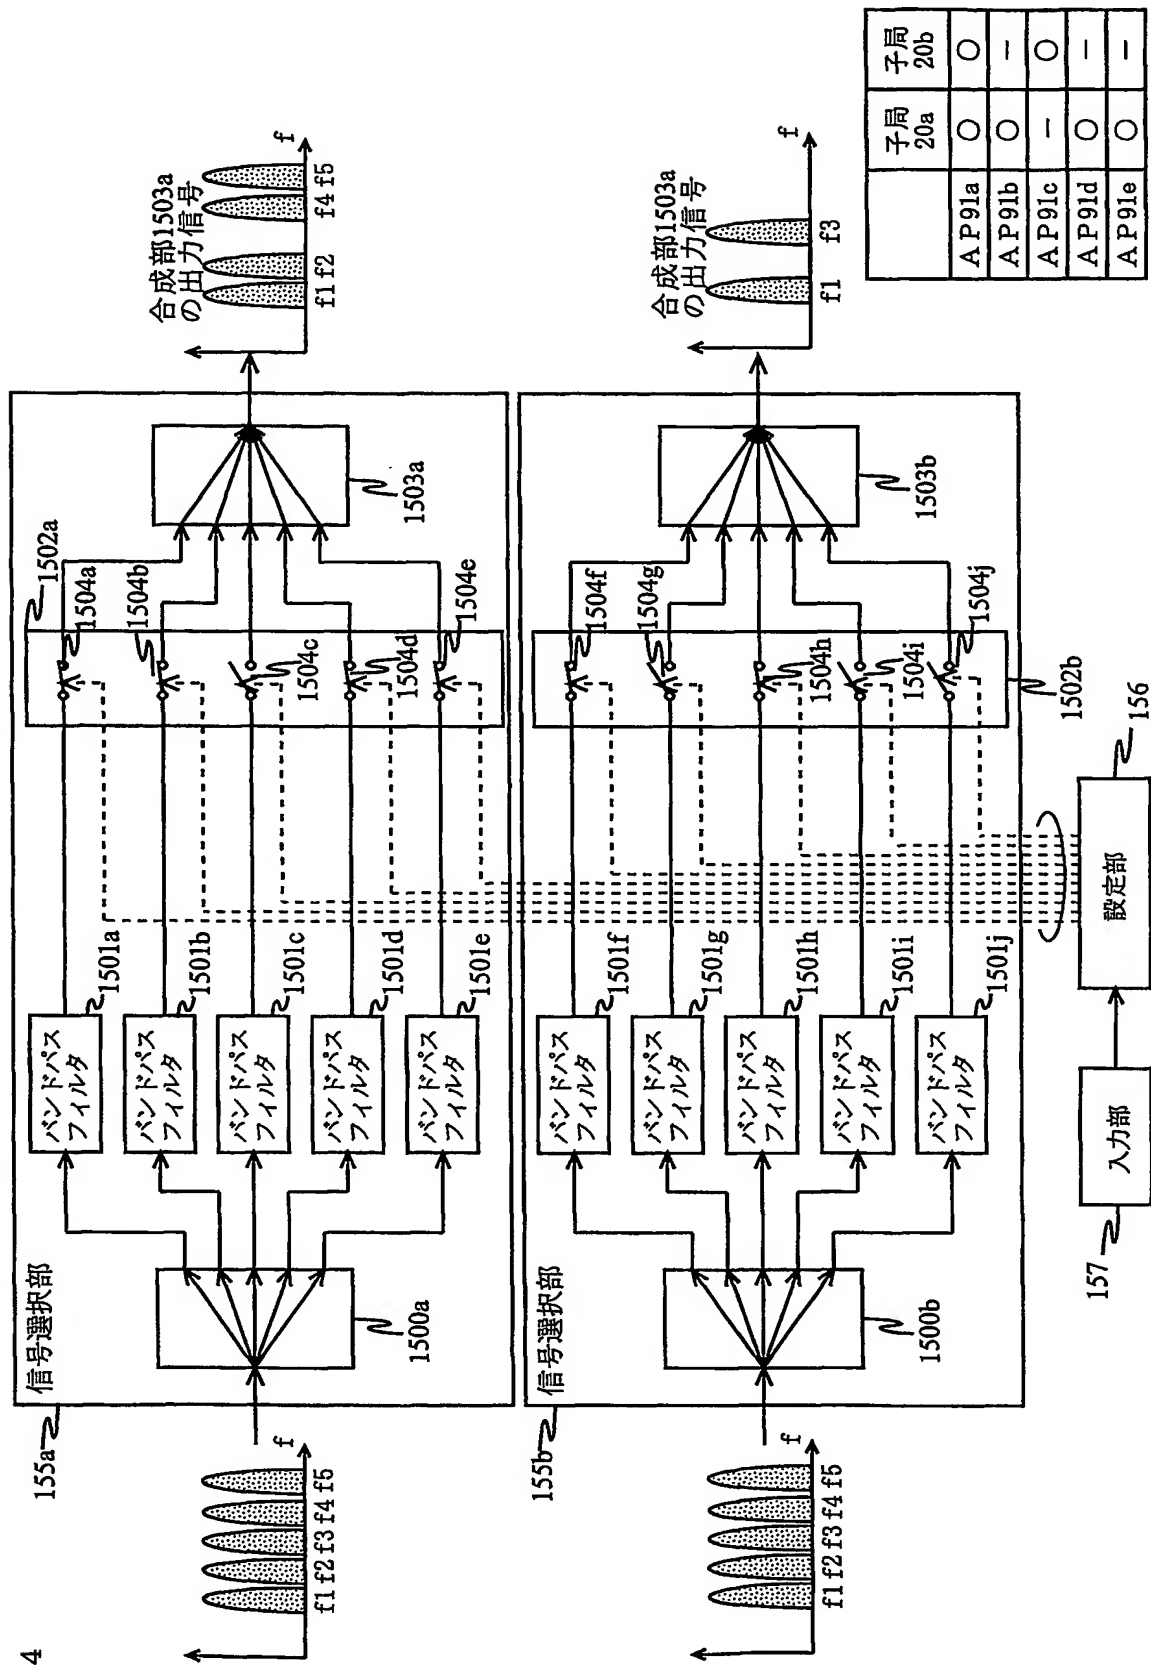 4
155a
信号選択部
f1 f2 f3 f4 f5
f
1500a
バンドパス
フィルタ
1501a
バンドパス
フィルタ
1501b
バンドパス
フィルタ
1501c
バンドパス
フィルタ
1501d
バンドパス
フィルタ
1501e
1502a
1504a
1504b
1504c
1504d
1504e
1503a
合成部1503a
の出力信号
f1 f2 f4 f5
f
155b
信号選択部
f1 f2 f3 f4 f5
f
1500b
バンドパス
フィルタ
1501f
バンドパス
フィルタ
1501g
バンドパス
フィルタ
1501h
バンドパス
フィルタ
1501i
バンドパス
フィルタ
1501j
1504f
1504g
1504h
1504i
1504j
1502b
1503b
合成部1503a
の出力信号
f1 f3
f
157
入力部
設定部
156
子局
20a
子局
20b
AP91a ○ ○
AP91b ○ －
AP91c － ○
AP91d ○ －
AP91e ○ －